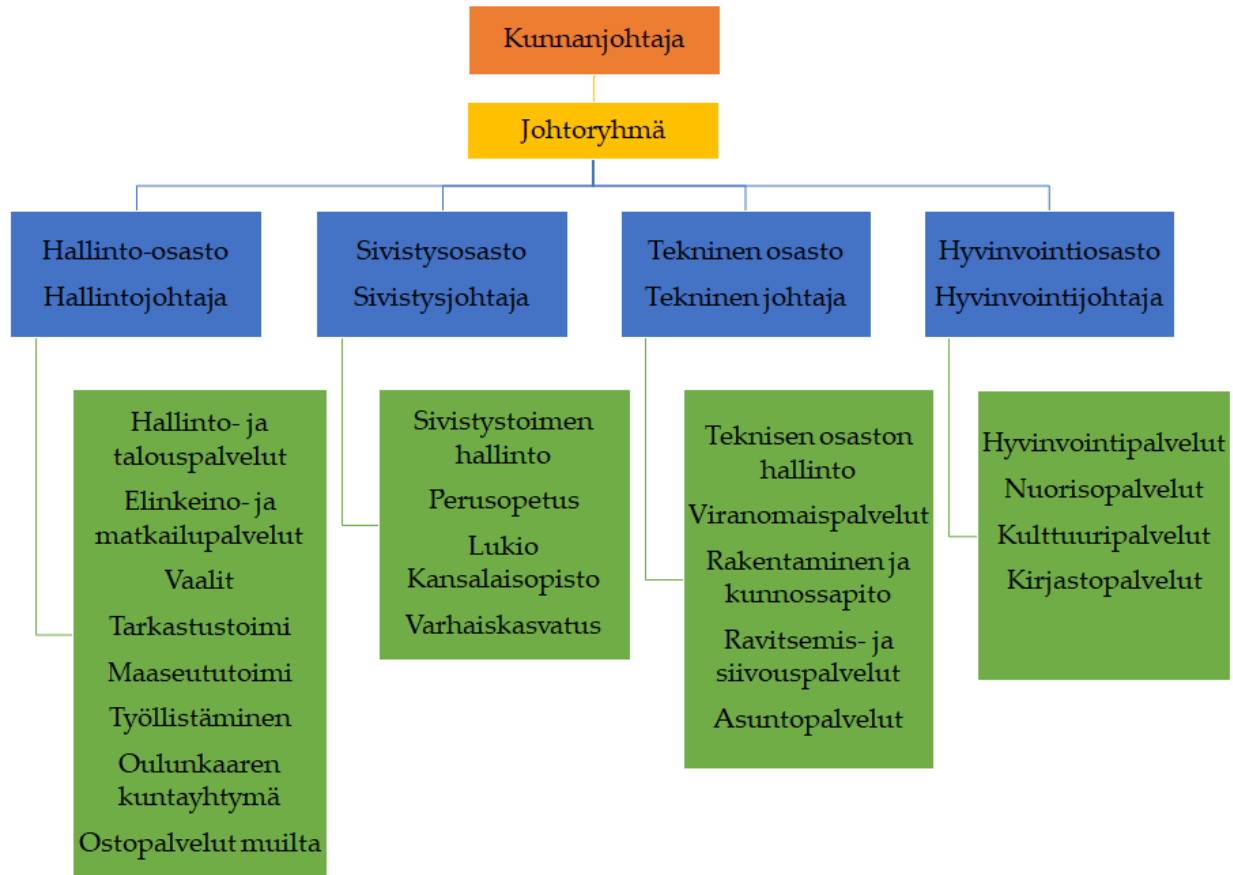 Kunnanjohtaja
Johtoryhmä
Hallinto-osasto
Hallintojohtaja
Sivistysosasto
Sivistysjohtaja
Tekninen osasto
Tekninen johtaja
Hyvinvointiosasto
Hyvinvointijohtaja
Hallinto- ja
talouspalvelut
Elinkeino- ja
matkailupalvelut
Vaalit
Tarkastustoimi
Maaseututoimi
Työllistäminen
Oulunkaaren
kuntayhtymä
Ostopalvelut muilta
Sivistystoimen
hallinto
Perusopetus
Lukio
Kansalaisopisto
Varhaiskasvatus
Teknisen osaston
hallinto
Viranomaispalvelut
Rakentaminen ja
kunnossapito
Ravitsemis- ja
siivouspalvelut
Asuntopalvelut
Hyvinvointipalvelut
Nuorisopalvelut
Kulttuuripalvelut
Kirjastopalvelut